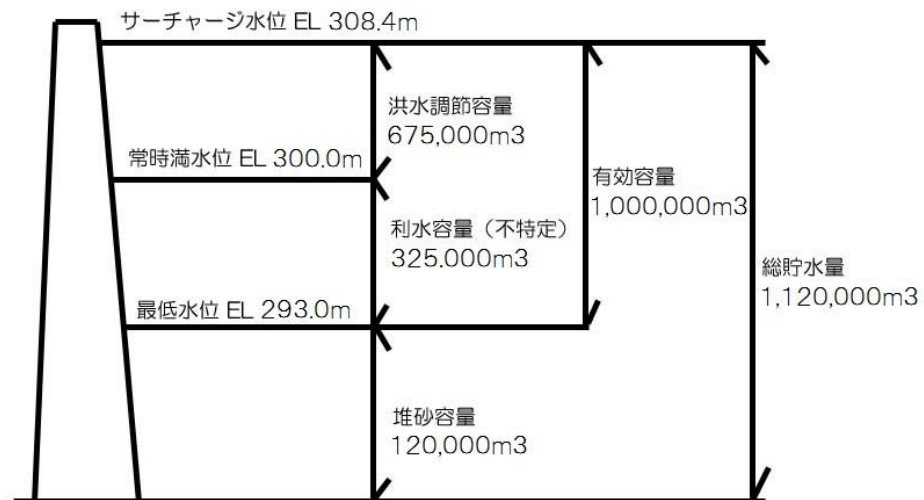 サーチャージ水位 EL 308.4m
洪水調節容量
675,000m3
常時満水位 EL 300.0m
有効容量
1,000,000m3
利水容量（不特定）
325.000m3
総貯水量
1,120,000m3
最低水位 EL 293.0m
堆砂容量
120,000m3